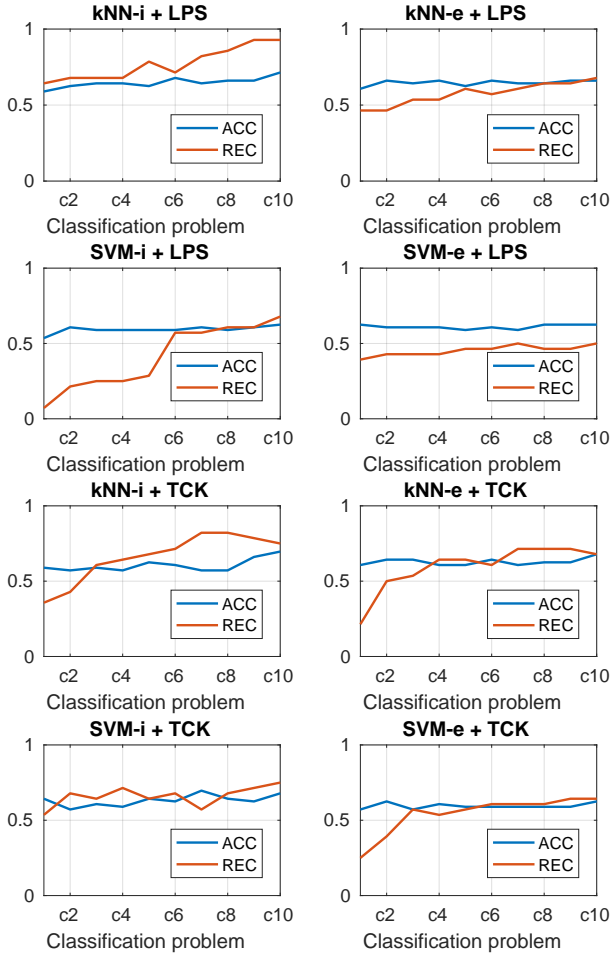 kNN-i + LPS
1
0.5
0
ACC
REC
c2 c4 c6 c8 c10
Classification problem
kNN-e + LPS
1
0.5
0
ACC
REC
c2 c4 c6 c8 c10
Classification problem
SVM-i + LPS
1
0.5
0
ACC
REC
c2 c4 c6 c8 c10
Classification problem
SVM-e + LPS
1
0.5
0
ACC
REC
c2 c4 c6 c8 c10
Classification problem
kNN-i + TCK
1
0.5
0
ACC
REC
c2 c4 c6 c8 c10
Classification problem
kNN-e + TCK
1
0.5
0
ACC
REC
c2 c4 c6 c8 c10
Classification problem
SVM-i + TCK
1
0.5
0
ACC
REC
c2 c4 c6 c8 c10
Classification problem
SVM-e + TCK
1
0.5
0
ACC
REC
c2 c4 c6 c8 c10
Classification problem